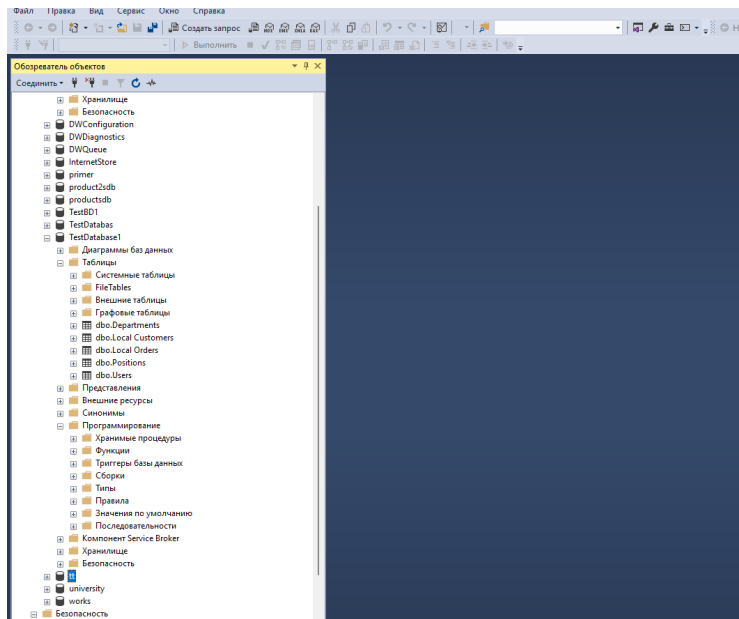 Файл Правка Вид Сервис Окно Справка
Создать запрос
Выполнить
Обозреватель объектов
Соединить
Хранилище
Безопасность
DWConfiguration
DWDiagnostics
DWQueue
InternetStore
primer
product2sdb
productsdb
TestBD1
TestDatabas
TestDatabase1
Диаграммы баз данных
Таблицы
Системные таблицы
FileTables
Внешние таблицы
Графовые таблицы
dbo.Departments
dbo.Local Customers
dbo.Local Orders
dbo.Positions
dbo.Users
Представления
Внешние ресурсы
Синонимы
Программирование
Хранимые процедуры
Функции
Триггеры базы данных
Сборки
Типы
Правила
Значения по умолчанию
Последовательности
Компонент Service Broker
Хранилище
Безопасность
tt
university
works
Безопасность